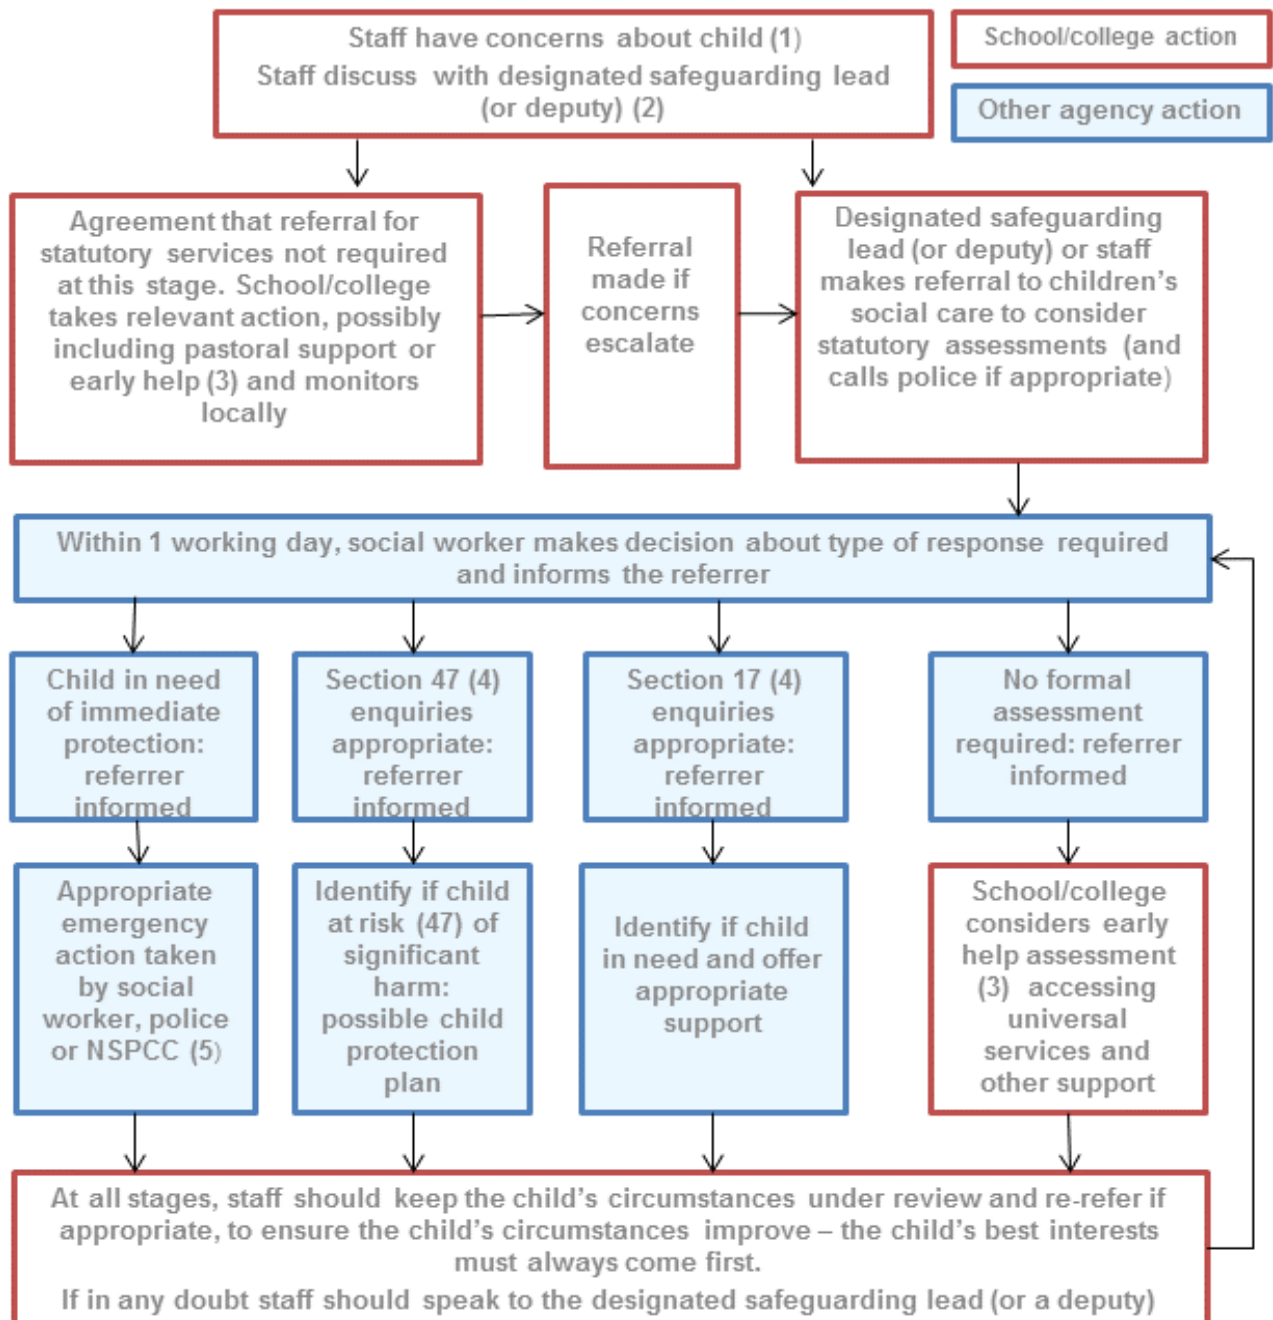 Staff have concerns about child (1)
Staff discuss with designated safeguarding lead
(or deputy) (2)
School/college action
Other agency action
Agreement that referral for
statutory services not required
at this stage. School/college
takes relevant action, possibly
including pastoral support or
early help (3) and monitors
locally
Referral
made if
concerns
escalate
Designated safeguarding
lead (or deputy) or staff
makes referral to children's
social care to consider
statutory assessments (and
calls police if appropriate)
Within 1 working day, social worker makes decision about type of response required
and informs the referrer
Child in need
of immediate
protection:
referrer
informed
Section 47 (4)
enquiries
appropriate:
referrer
informed
Section 17 (4)
enquiries
appropriate:
referrer
informed
No formal
assessment
required: referrer
informed
Appropriate
emergency
action taken
by social
worker, police
or NSPCC (5)
Identify if child
at risk (47) of
significant
harm:
possible child
protection
plan
Identify if child
in need and offer
appropriate
support
School/college
considers early
help assessment
(3) accessing
universal
services and
other support
At all stages, staff should keep the child's circumstances under review and re-refer if
appropriate, to ensure the child's circumstances improve – the child's best interests
must always come first.
If in any doubt staff should speak to the designated safeguarding lead (or a deputy)